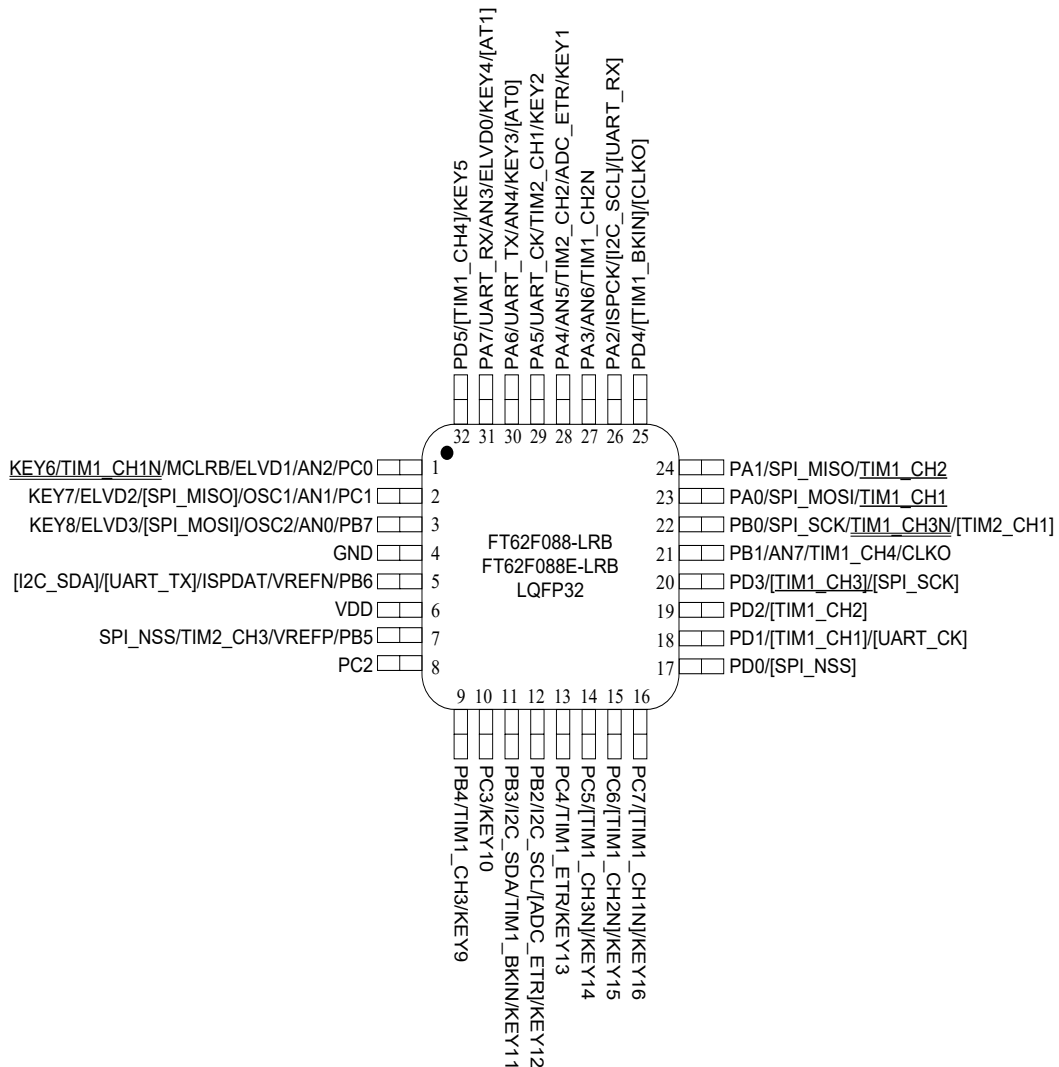 PD5/[TIM1_CH4]/KEY5
PA7/UART_RX/AN3/ELVD0/KEY4/[AT1]
PA6/UART_TX/AN4/KEY3/[AT0]
PA5/UART_CK/TIM2_CH1/KEY2
PA4/AN5/TIM2_CH2/ADC_ETR/KEY1
PA3/AN6/TIM1_CH2N
PA2/ISPCK/[I2C_SCL]/[UART_RX]
PD4/[TIM1_BKIN]/[CLKO]
32 31 30 29 28 27 26 25
KEY6/TIM1_CH1N/MCLRB/ELVD1/AN2/PC0 1
KEY7/ELVD2/[SPI_MISO]/OSC1/AN1/PC1 2
KEY8/ELVD3/[SPI_MOSI]/OSC2/AN0/PB7 3
GND 4
[I2C_SDA]/[UART_TX]/ISPDAT/VREFN/PB6 5
VDD 6
SPI_NSS/TIM2_CH3/VREFP/PB5 7
PC2 8
FT62F088-LRB
FT62F088E-LRB
LQFP32
24 PA1/SPI_MISO/TIM1_CH2
23 PA0/SPI_MOSI/TIM1_CH1
22 PB0/SPI_SCK/TIM1_CH3N/[TIM2_CH1]
21 PB1/AN7/TIM1_CH4/CLKO
20 PD3/[TIM1_CH3]/[SPI_SCK]
19 PD2/[TIM1_CH2]
18 PD1/[TIM1_CH1]/[UART_CK]
17 PD0/[SPI_NSS]
9 10 11 12 13 14 15 16
PB4/TIM1_CH3/KEY9
PC3/KEY10
PB3/I2C_SDA/TIM1_BKIN/KEY11
PB2/I2C_SCL/[ADC_ETR]/KEY12
PC4/TIM1_ETR/KEY13
PC5/[TIM1_CH3N]/KEY14
PC6/[TIM1_CH2N]/KEY15
PC7/[TIM1_CH1N]/KEY16